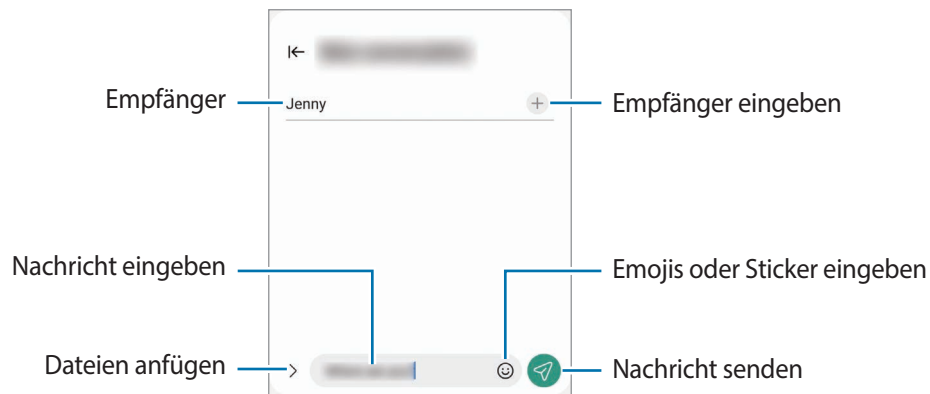 Empfänger
Jenny
Empfänger eingeben
Nachricht eingeben
Emojis oder Sticker eingeben
Dateien anfügen
Nachricht senden